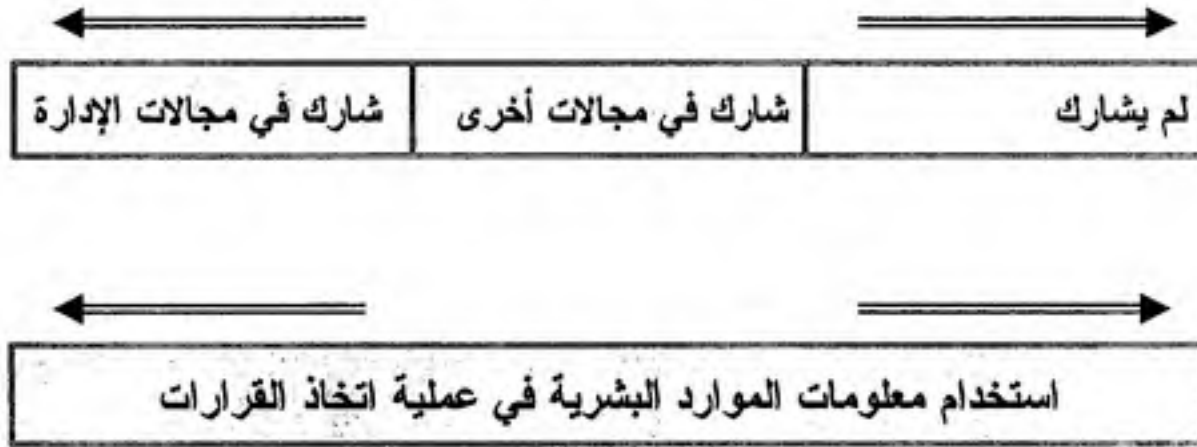 لم يشارك شارك في مجالات أخرى شارك في مجالات الإدارة
استخدام معلومات الموارد البشرية في عملية اتخاذ القرارات